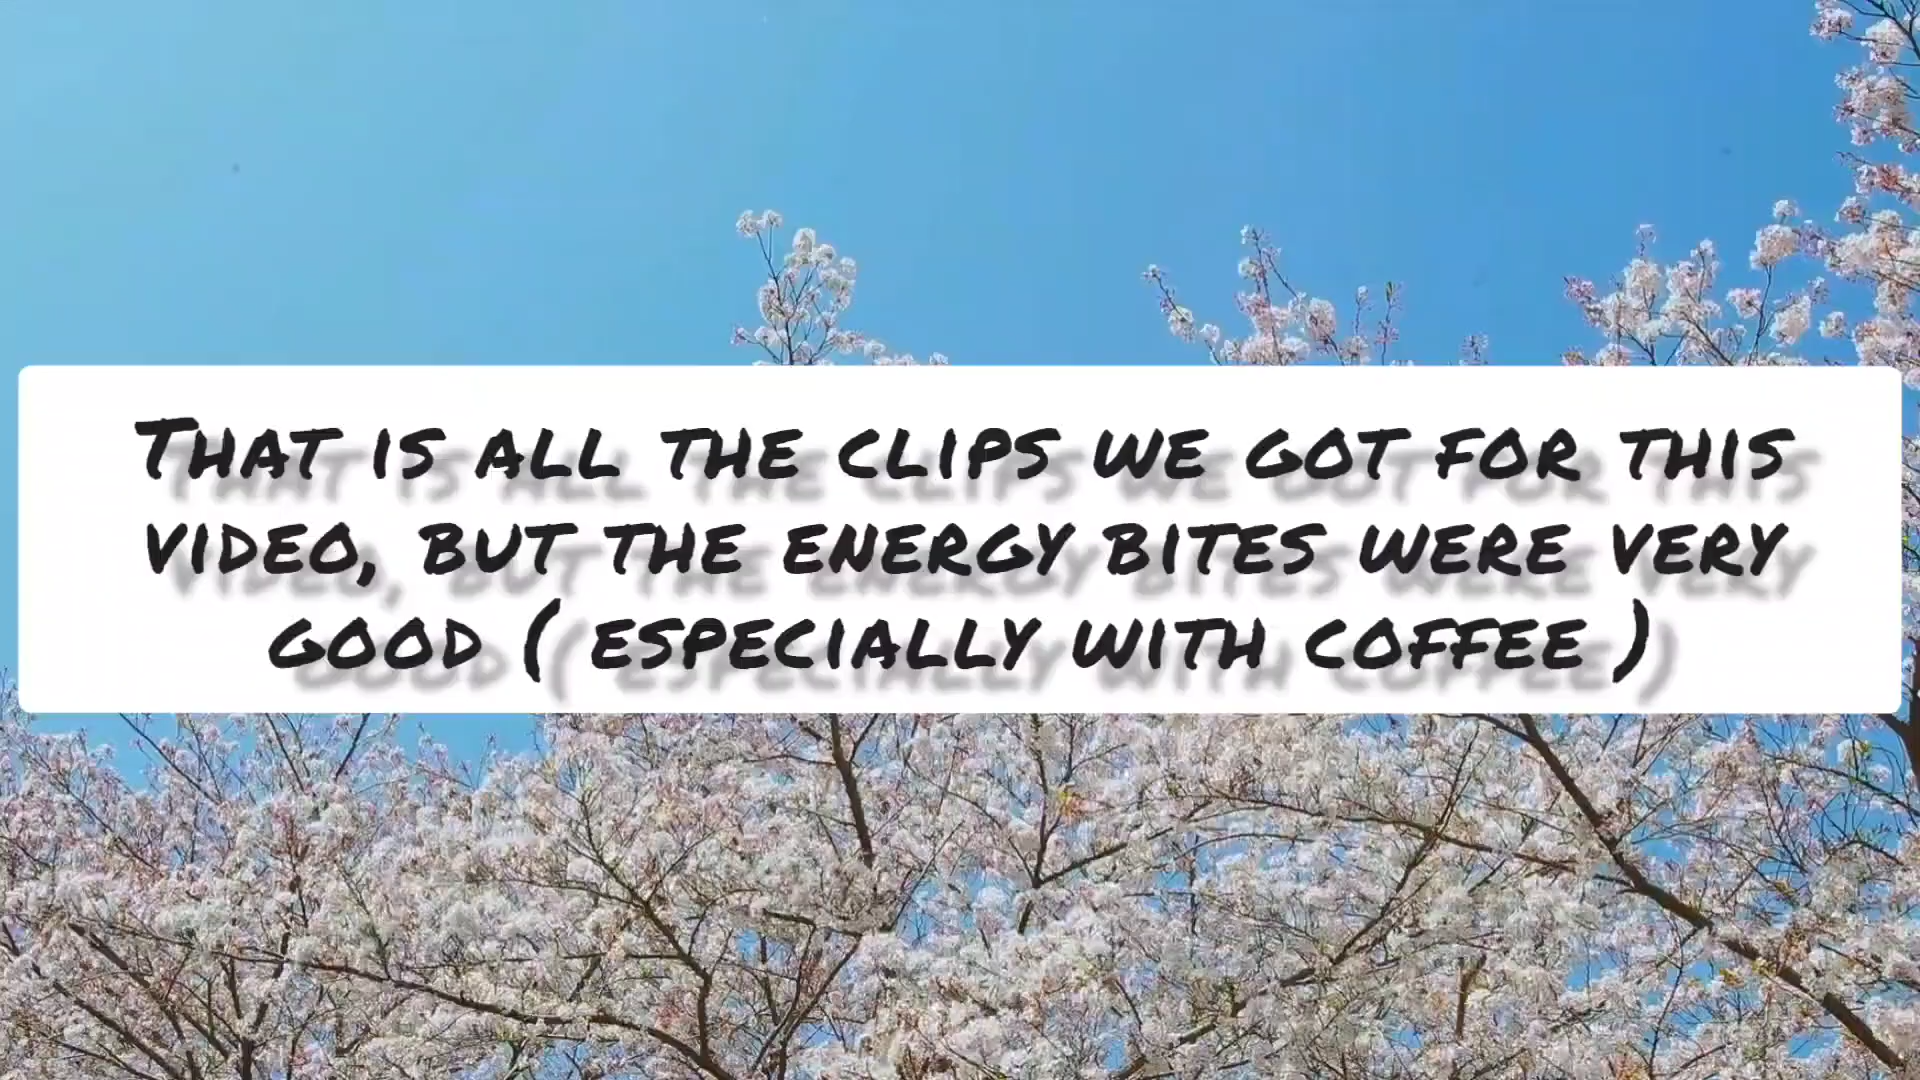 That is all the clips we got for this
video, but the energy bites were very
good ( especially with coffee )